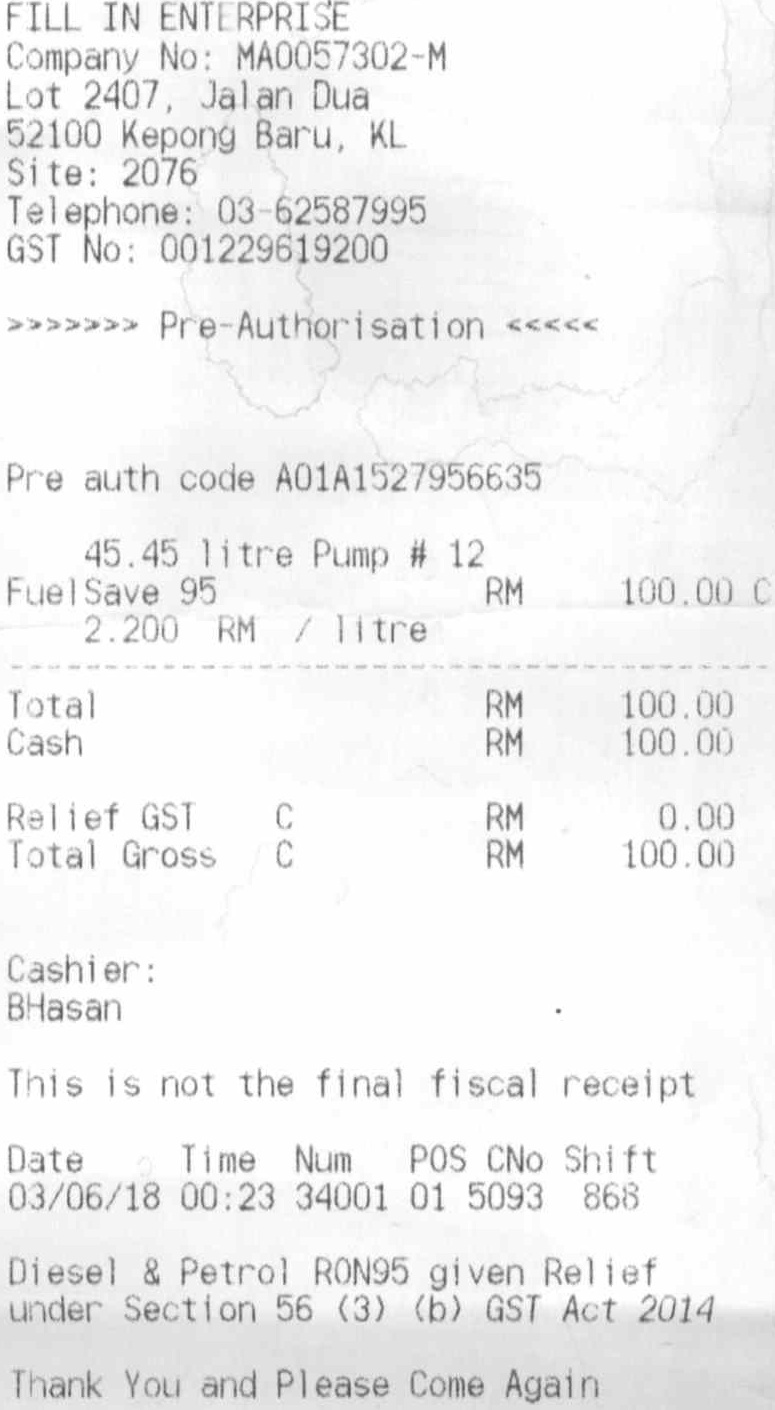 FILL IN ENTERPRISE
Company No: MA0057302-M
Lot 2407, Jalan Dua
52100 Kepong Baru, KL
Site: 2076
Telephone: 03-62587995
GST No: 001229619200
>>>>>>> Pre-Authorisation <<<<<
Pre auth code A01A1527956635
45.45 litre Pump # 12
FuelSave 95 RM 100.00 C
2.200 RM / litre
Total RM 100.00
Cash RM 100.00
Relief GST C RM 0.00
Total Gross C RM 100.00
Cashier:
BHasan
This is not the final fiscal receipt
Date Time Num POS CNo Shift
03/06/18 00:23 34001 01 5093 868
Diesel & Petrol RON95 given Relief
under Section 56 (3) (b) GST Act 2014
Thank You and Please Come Again